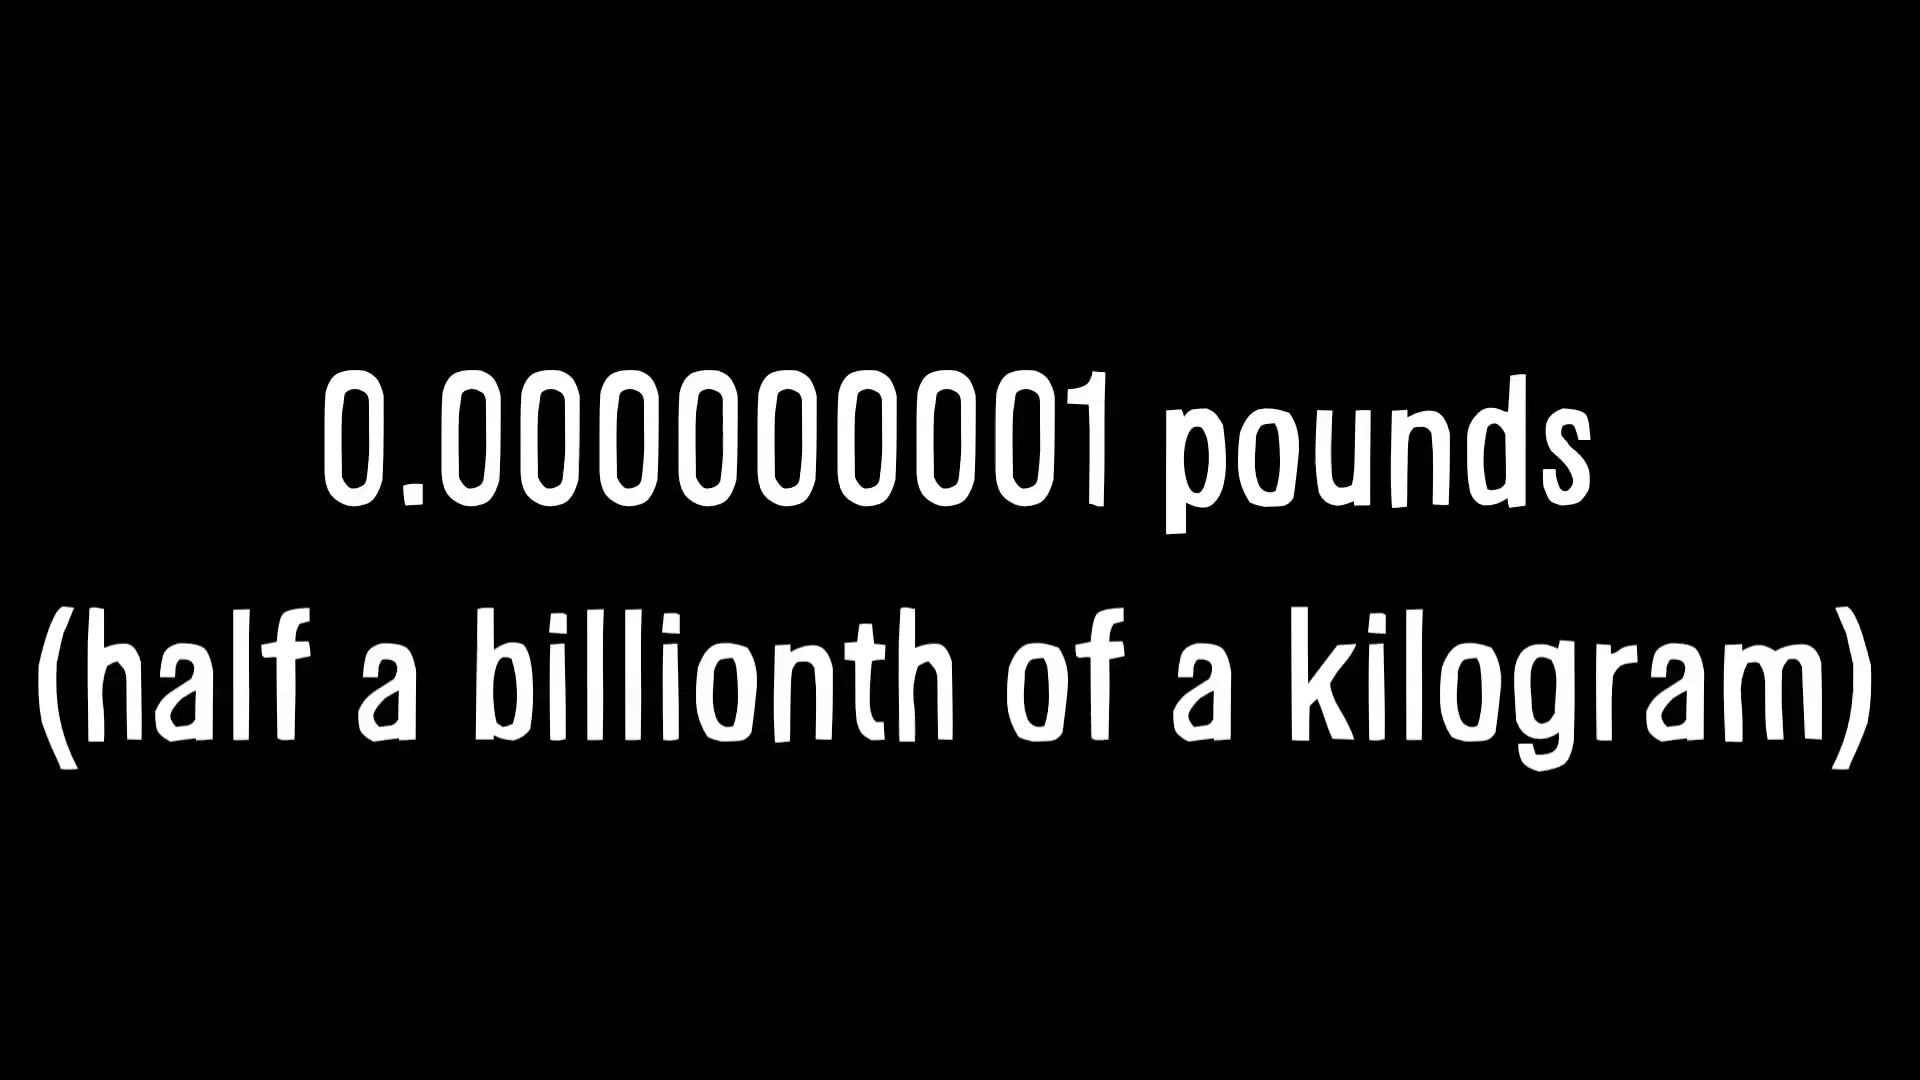 0.000000001 pounds
(half a billionth of a kilogram)